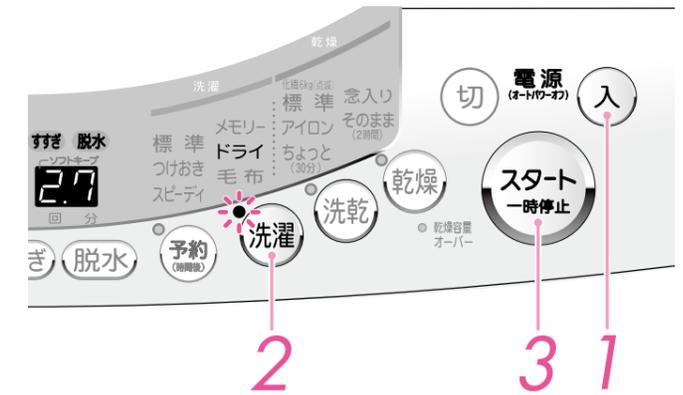 乾燥
洗濯
化繊6kg(点滅)
標準
念入り
電源
(オートパワーオフ)
切
入
メモリー
アイロン
そのまま
(2時間)
すすぎ
脱水
標準
ドライ
ちょっと
(30分)
ソフトキープ
つけおき
毛布
2.7
スピーディ
回
分
乾燥
スタート
一時停止
洗乾
乾燥容量
オーバー
ぎ
脱水
予約
(時間後)
洗濯
2
3
1